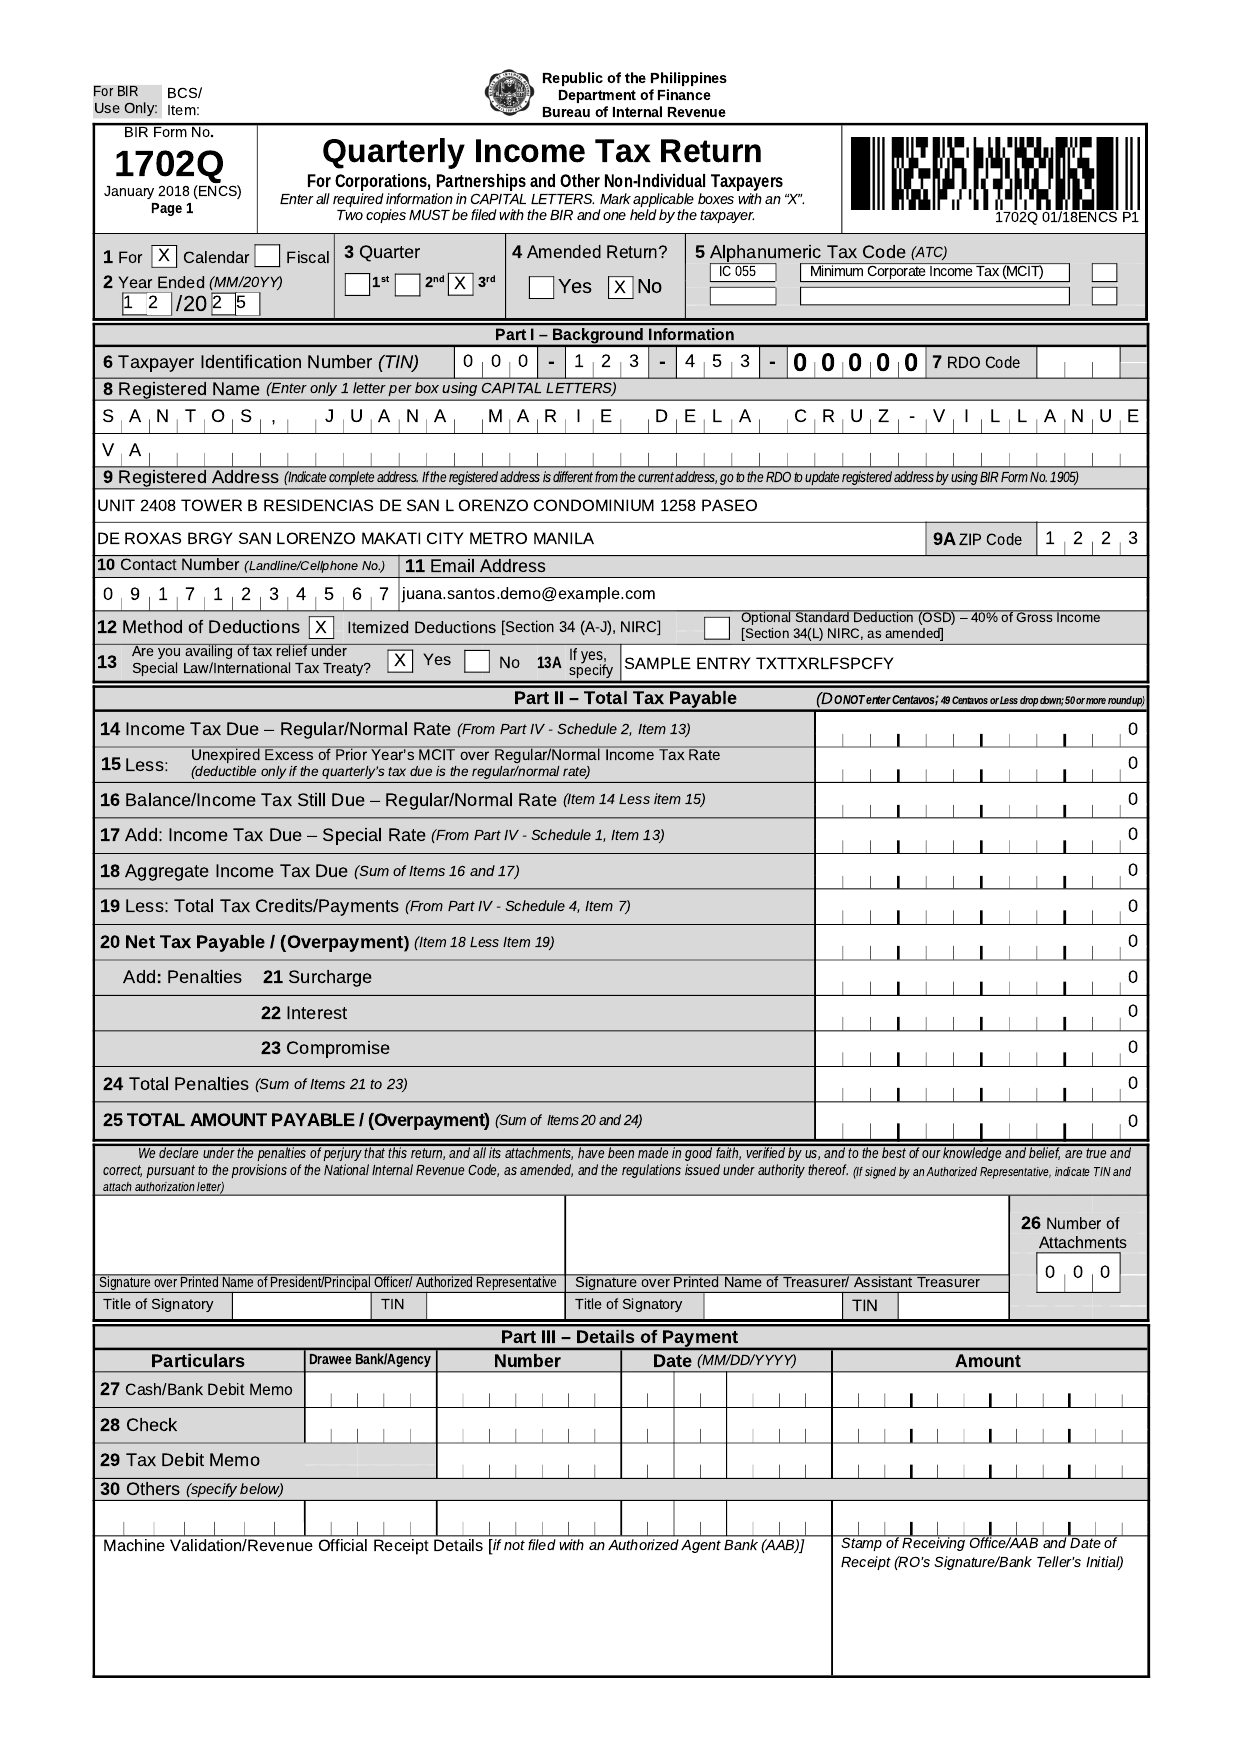 For BIR Use Only: BCS/ Item:
Republic of the Philippines
Department of Finance
Bureau of Internal Revenue
BIR Form No.
1702Q
January 2018 (ENCS)
Page 1
Quarterly Income Tax Return
For Corporations, Partnerships and Other Non-Individual Taxpayers
Enter all required information in CAPITAL LETTERS. Mark applicable boxes with an “X”.
Two copies MUST be filed with the BIR and one held by the taxpayer.
1702Q 01/18ENCS P1
1 For X Calendar Fiscal
2 Year Ended (MM/20YY)
1 2 /20 2 5
3 Quarter
1st 2nd X 3rd
4 Amended Return?
Yes X No
5 Alphanumeric Tax Code (ATC)
IC 055 Minimum Corporate Income Tax (MCIT)
Part I – Background Information
6 Taxpayer Identification Number (TIN) 0 0 0 - 1 2 3 - 4 5 3 - 0 0 0 0 0 7 RDO Code
8 Registered Name (Enter only 1 letter per box using CAPITAL LETTERS)
S A N T O S , J U A N A M A R I E D E L A C R U Z - V I L L A N U E
V A
9 Registered Address (Indicate complete address. If the registered address is different from the current address, go to the RDO to update registered address by using BIR Form No. 1905)
UNIT 2408 TOWER B RESIDENCIAS DE SAN L ORENZO CONDOMINIUM 1258 PASEO
DE ROXAS BRGY SAN LORENZO MAKATI CITY METRO MANILA 9A ZIP Code 1 2 2 3
10 Contact Number (Landline/Cellphone No.) 11 Email Address
0 9 1 7 1 2 3 4 5 6 7 juana.santos.demo@example.com
12 Method of Deductions X Itemized Deductions [Section 34 (A-J), NIRC] Optional Standard Deduction (OSD) – 40% of Gross Income
[Section 34(L) NIRC, as amended]
13 Are you availing of tax relief under
Special Law/International Tax Treaty? X Yes No 13A If yes, specify SAMPLE ENTRY TXTTXRLFSPCFY
Part II – Total Tax Payable (DO NOT enter Centavos; 49 Centavos or Less drop down; 50 or more round up)
14 Income Tax Due – Regular/Normal Rate (From Part IV - Schedule 2, Item 13) 0
15 Less: Unexpired Excess of Prior Year's MCIT over Regular/Normal Income Tax Rate
(deductible only if the quarterly's tax due is the regular/normal rate) 0
16 Balance/Income Tax Still Due – Regular/Normal Rate (Item 14 Less item 15) 0
17 Add: Income Tax Due – Special Rate (From Part IV - Schedule 1, Item 13) 0
18 Aggregate Income Tax Due (Sum of Items 16 and 17) 0
19 Less: Total Tax Credits/Payments (From Part IV - Schedule 4, Item 7) 0
20 Net Tax Payable / (Overpayment) (Item 18 Less Item 19) 0
Add: Penalties 21 Surcharge 0
22 Interest 0
23 Compromise 0
24 Total Penalties (Sum of Items 21 to 23) 0
25 TOTAL AMOUNT PAYABLE / (Overpayment) (Sum of Items 20 and 24) 0
We declare under the penalties of perjury that this return, and all its attachments, have been made in good faith, verified by us, and to the best of our knowledge and belief, are true and
correct, pursuant to the provisions of the National Internal Revenue Code, as amended, and the regulations issued under authority thereof. (If signed by an Authorized Representative, indicate TIN and
attach authorization letter)
26 Number of
Attachments
0 0 0
Signature over Printed Name of President/Principal Officer/ Authorized Representative Signature over Printed Name of Treasurer/ Assistant Treasurer
Title of Signatory TIN Title of Signatory TIN
Part III – Details of Payment
Particulars Drawee Bank/Agency Number Date (MM/DD/YYYY) Amount
27 Cash/Bank Debit Memo
28 Check
29 Tax Debit Memo
30 Others (specify below)
Machine Validation/Revenue Official Receipt Details [if not filed with an Authorized Agent Bank (AAB)]
Stamp of Receiving Office/AAB and Date of
Receipt (RO's Signature/Bank Teller's Initial)